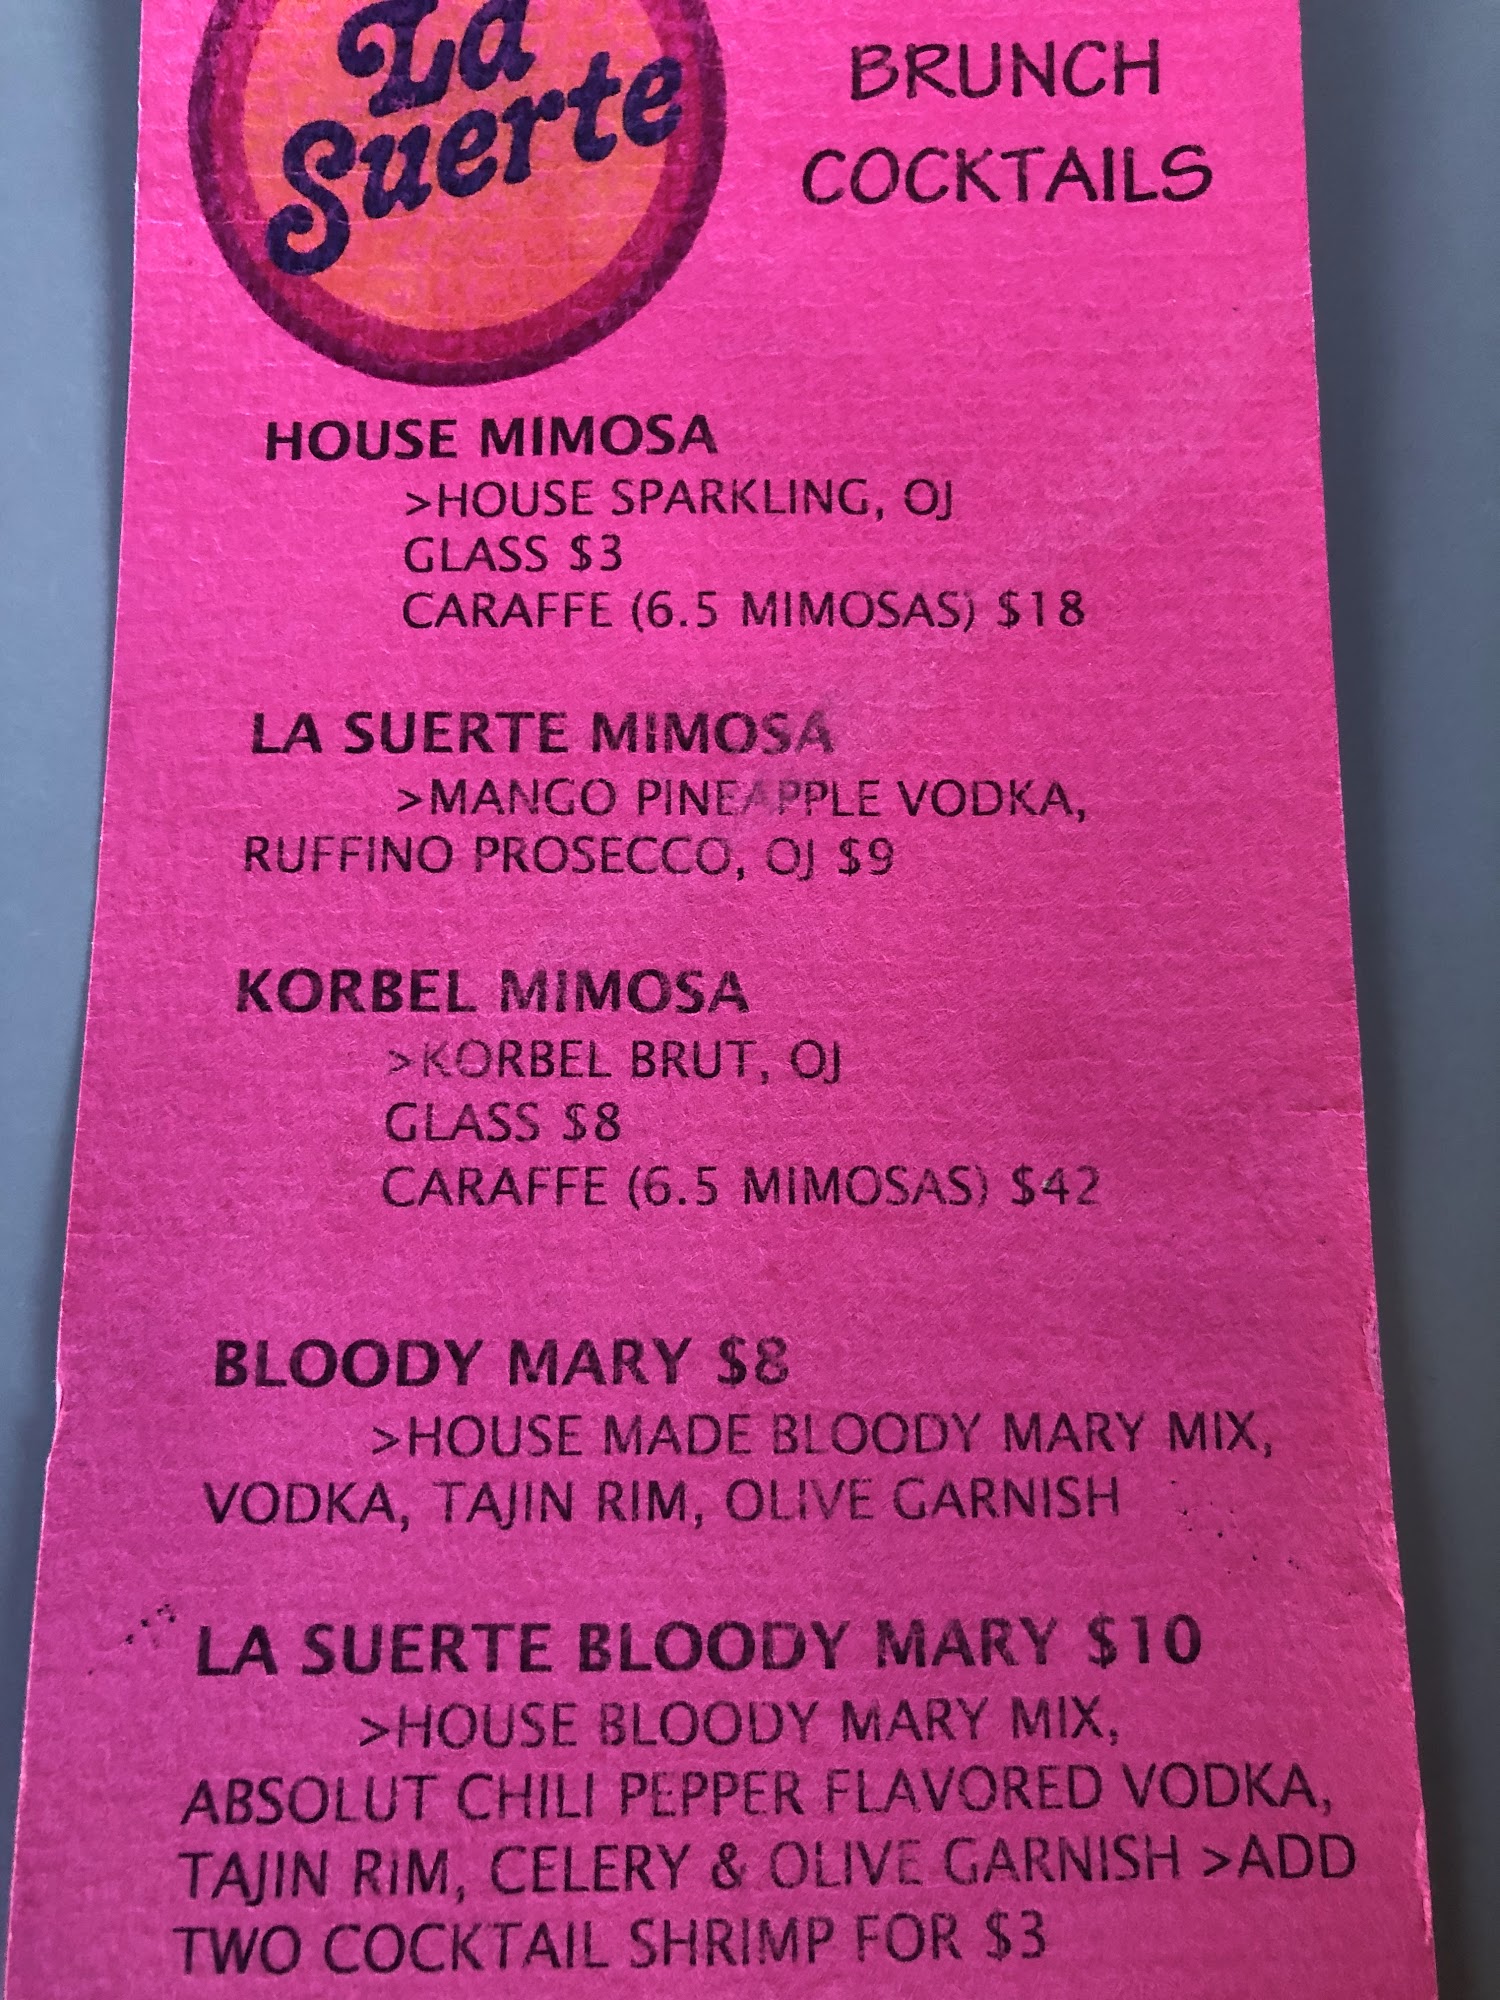 La
Suerte
BRUNCH
COCKTAILS
HOUSE MIMOSA
>HOUSE SPARKLING, OJ
GLASS $3
CARAFFE (6.5 MIMOSAS) $18
LA SUERTE MIMOSA
>MANGO PINEAPPLE VODKA,
RUFFINO PROSECCO, OJ $9
KORBEL MIMOSA
>KORBEL BRUT, OJ
GLASS $8
CARAFFE (6.5 MIMOSAS) $42
BLOODY MARY $8
>HOUSE MADE BLOODY MARY MIX,
VODKA, TAJIN RIM, OLIVE GARNISH
LA SUERTE BLOODY MARY $10
>HOUSE BLOODY MARY MIX,
ABSOLUT CHILI PEPPER FLAVORED VODKA,
TAJIN RIM, CELERY & OLIVE GARNISH >ADD
TWO COCKTAIL SHRIMP FOR $3